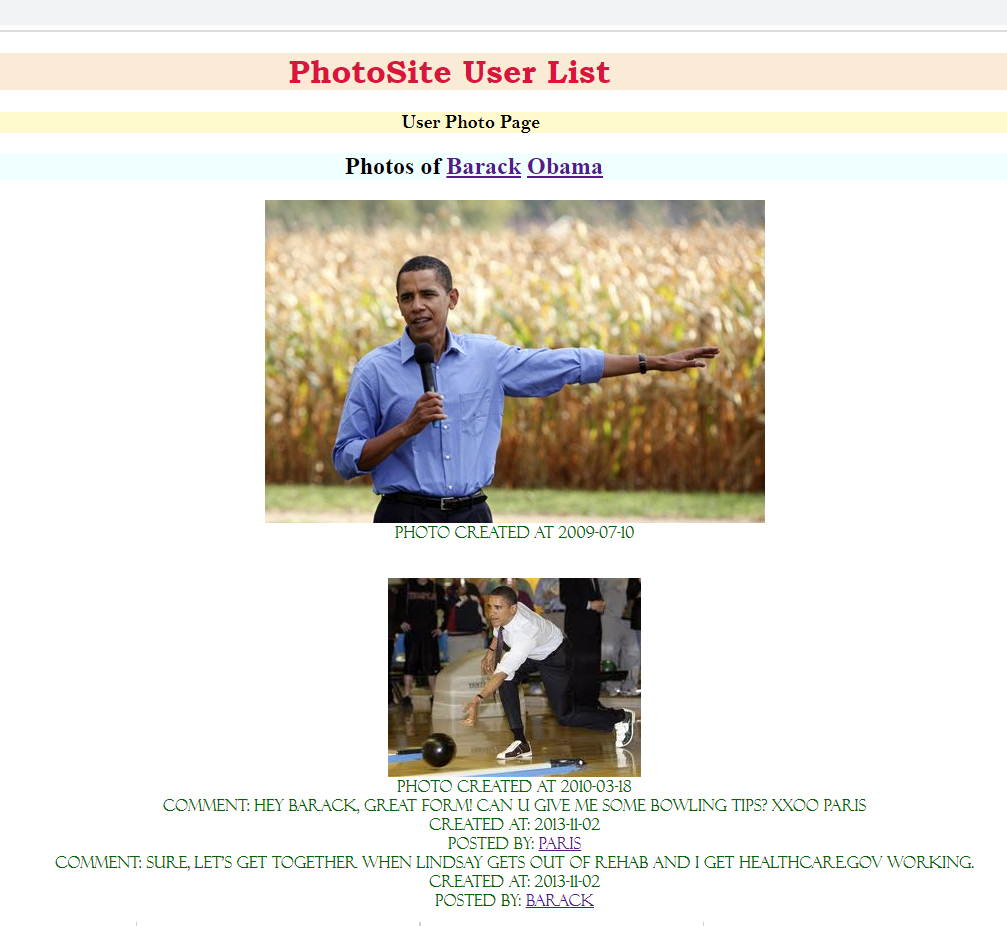 PhotoSite User List
User Photo Page
Photos of Barack Obama
PHOTO CREATED AT 2009-07-10
PHOTO CREATED AT 2010-03-18
COMMENT: HEY BARACK, GREAT FORM! CAN U GIVE ME SOME BOWLING TIPS? XXOO PARIS
CREATED AT: 2013-11-02
POSTED BY: PARIS
COMMENT: SURE, LET'S GET TOGETHER WHEN LINDSAY GETS OUT OF REHAB AND I GET HEALTHCARE.GOV WORKING.
CREATED AT: 2013-11-02
POSTED BY: BARACK